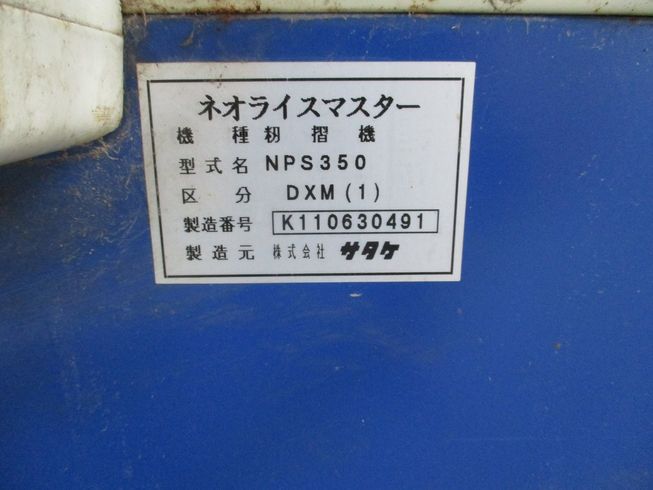 ネオライスマスター
機種 籾摺機
型式名 NPS350
区分 DXM(1)
製造番号 K110630491
製造元 株式会社 サタケ